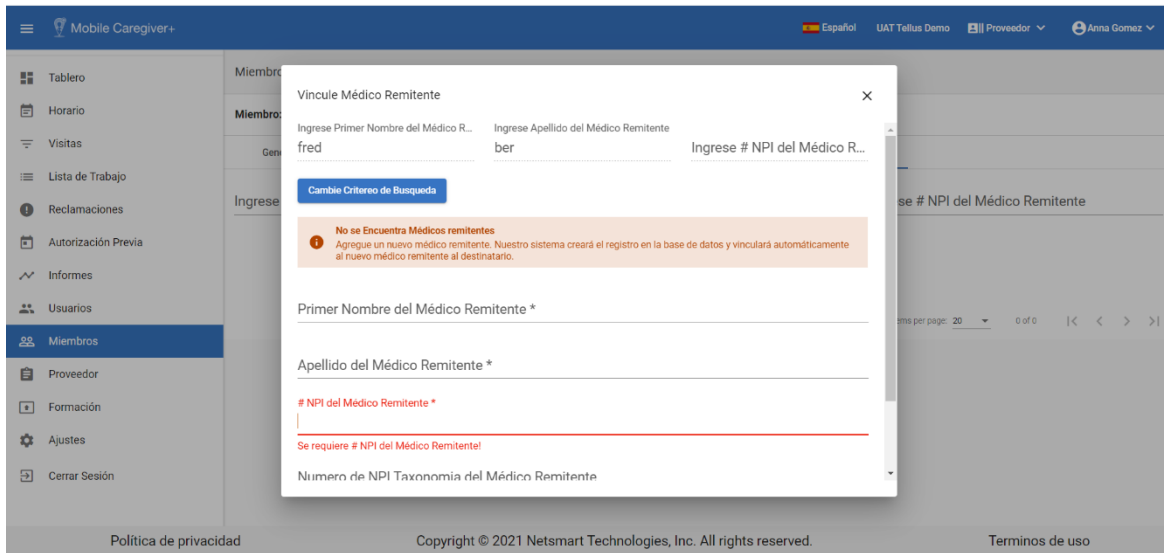 Mobile Caregiver+
Español
UAT Tellus Demo
Proveedor
Anna Gomez
Tablero
Horario
Visitas
Lista de Trabajo
Reclamaciones
Autorización Previa
Informes
Usuarios
Miembros
Proveedor
Formación
Ajustes
Cerrar Sesión
Miembro:
Ingrese
Vincule Médico Remitente
Ingrese Primer Nombre del Médico R...
Ingrese Apellido del Médico Remitente
fred
ber
Ingrese # NPI del Médico R...
Cambie Critereo de Busqueda
No se Encuentra Médicos remitentes
Agregue un nuevo médico remitente. Nuestro sistema creará el registro en la base de datos y vinculará automáticamente
al nuevo médico remitente al destinatario.
Primer Nombre del Médico Remitente *
Apellido del Médico Remitente *
# NPI del Médico Remitente *
Se requiere # NPI del Médico Remitente!
Numero de NPI Taxonomia del Médico Remitente
# NPI del Médico Remitente
per page: 20
0 of 0
Política de privacidad
Copyright © 2021 Netsmart Technologies, Inc. All rights reserved.
Terminos de uso